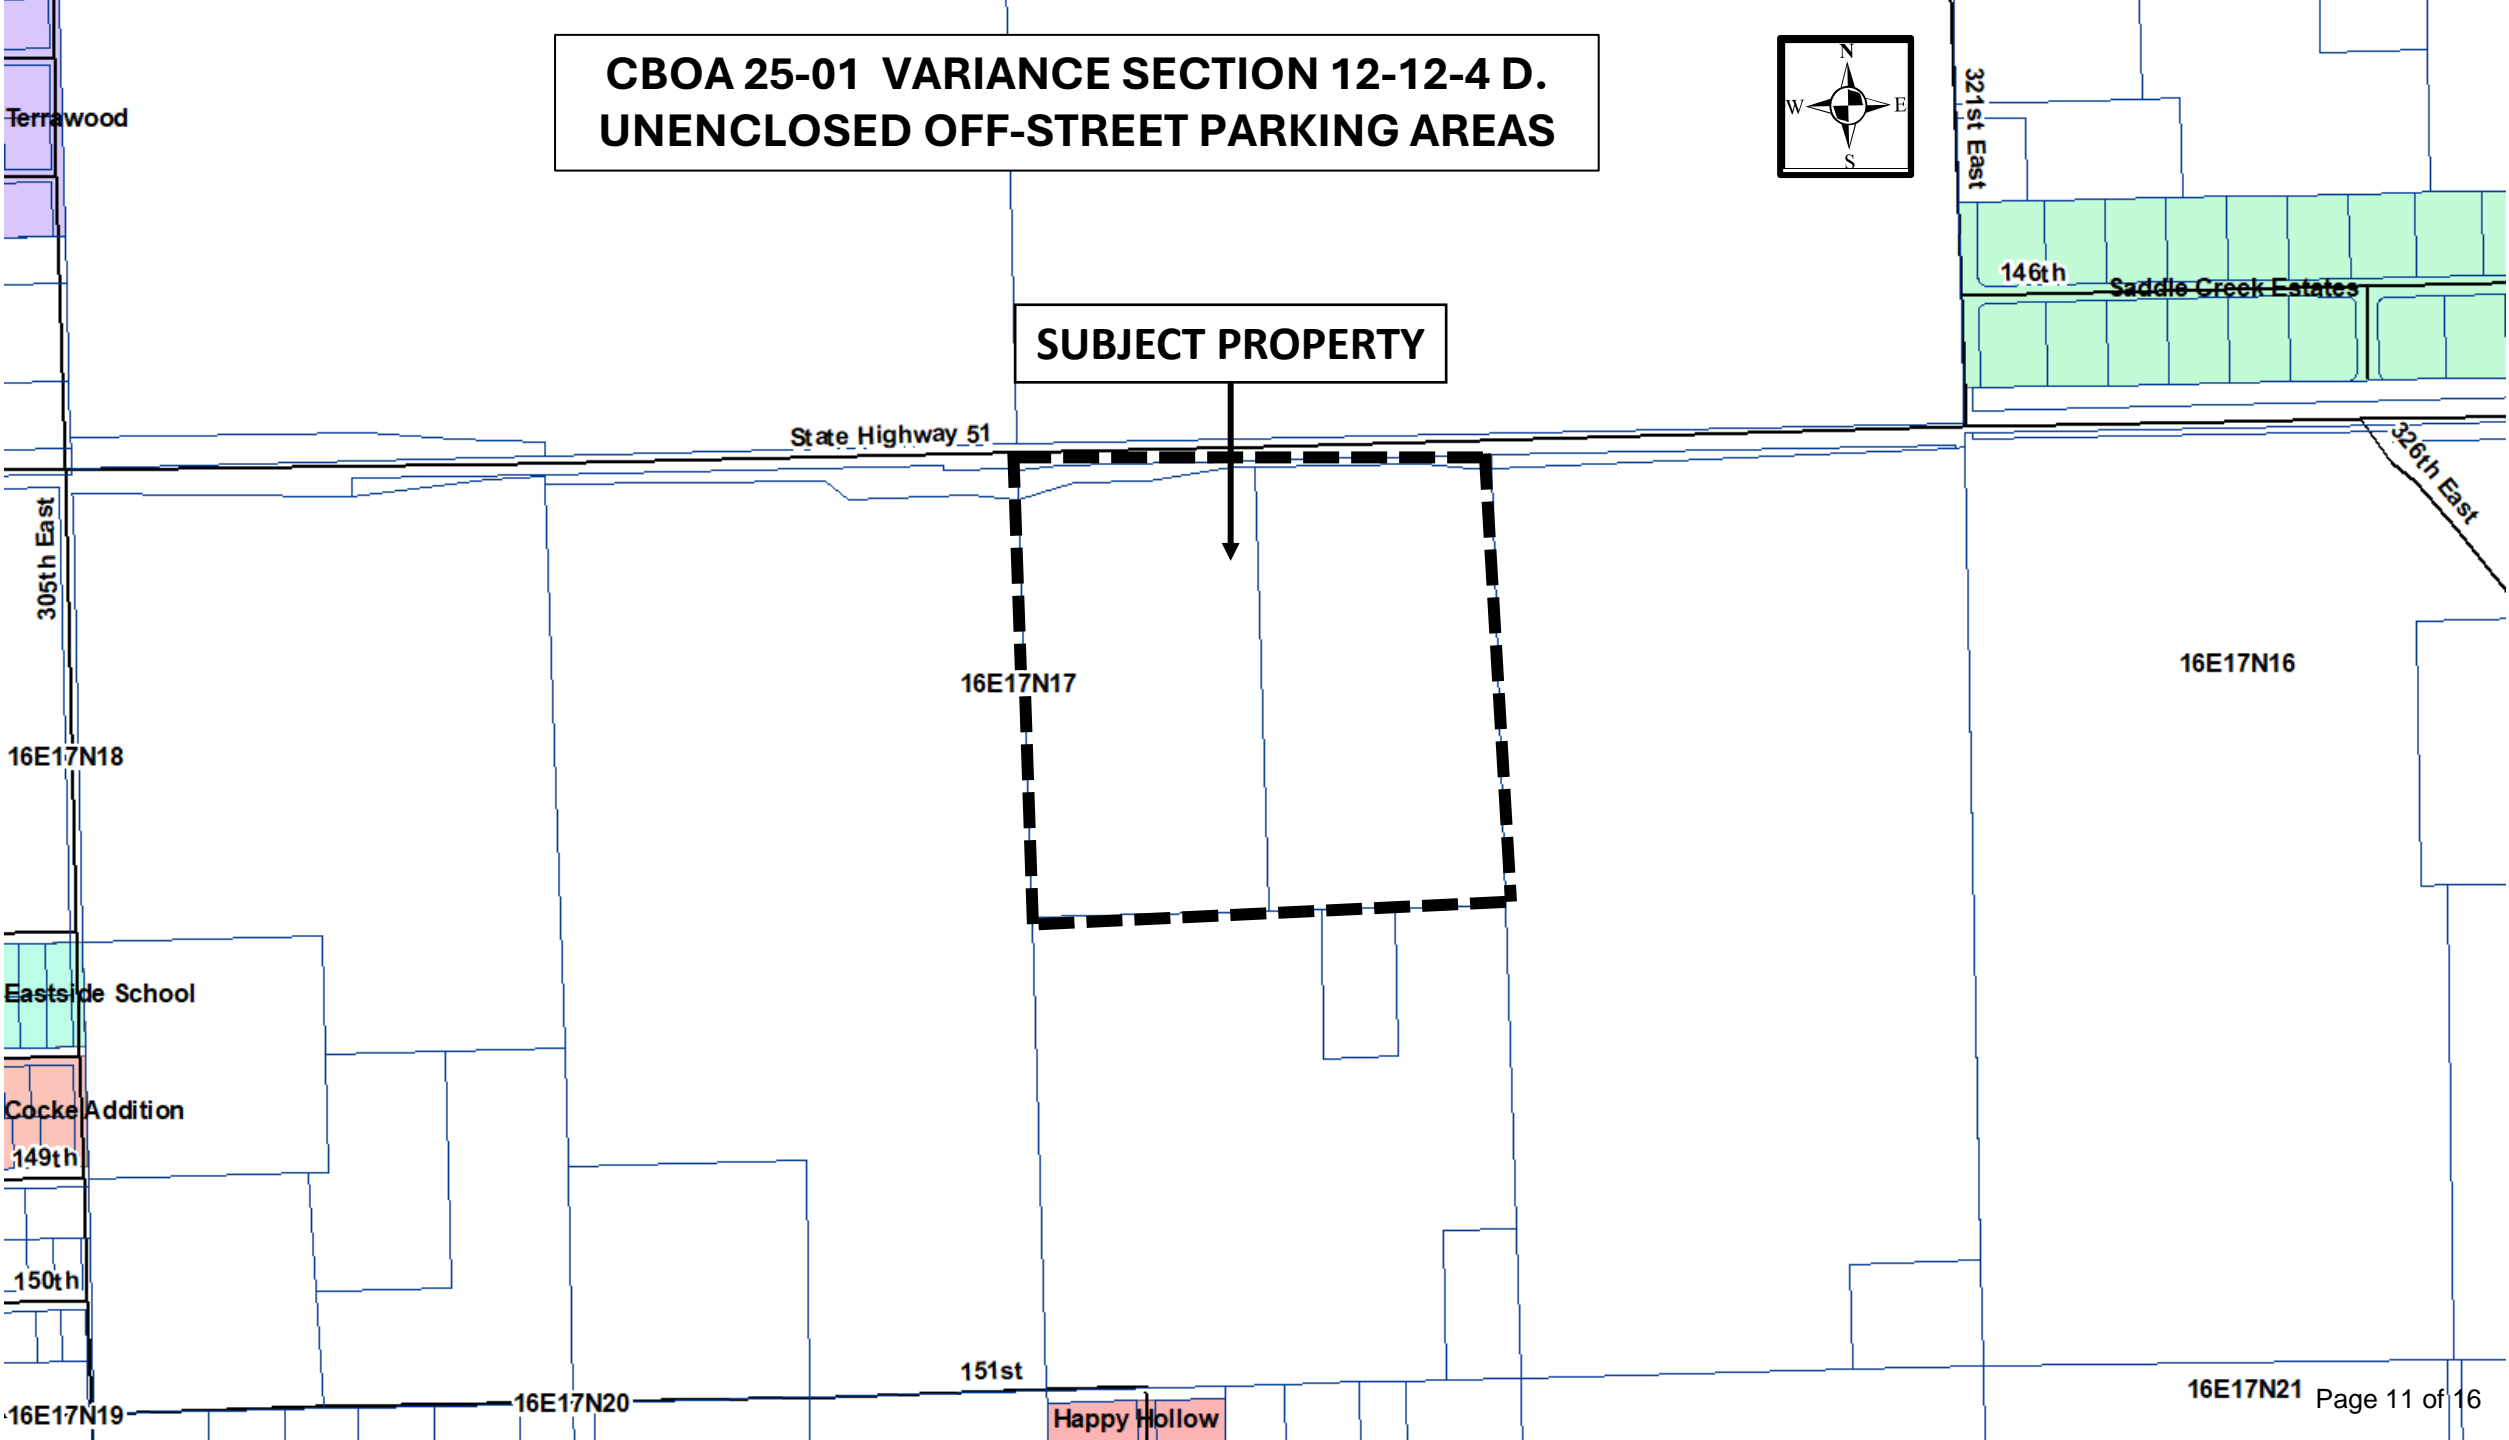 CBOA 25-01 VARIANCE SECTION 12-12-4 D.
UNENCLOSED OFF-STREET PARKING AREAS
N
W
E
S
321st East
Terrawood
146th
Saddle Creek Estates
SUBJECT PROPERTY
State Highway 51
326th East
305th East
16E17N17
16E17N16
16E17N18
Eastside School
Cocke Addition
149th
150th
151st
16E17N19
16E17N20
16E17N21
Happy Hollow
Page 11 of 16